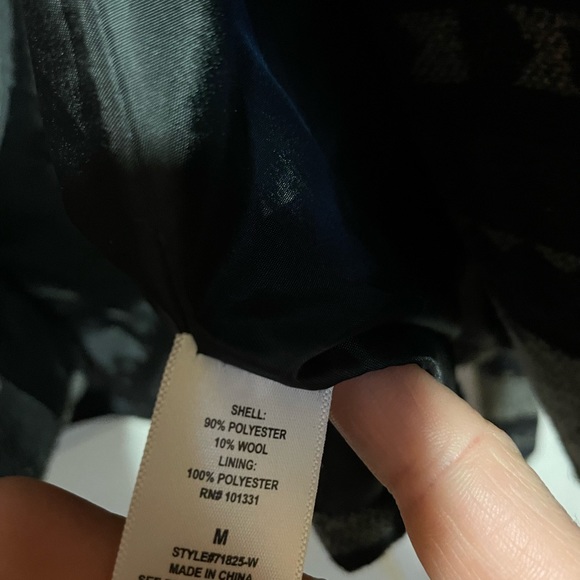 SHELL:
90% POLYESTER
10% WOOL
LINING:
100% POLYESTER
RN# 101331
M
STYLE#71825-W
MADE IN CHINA